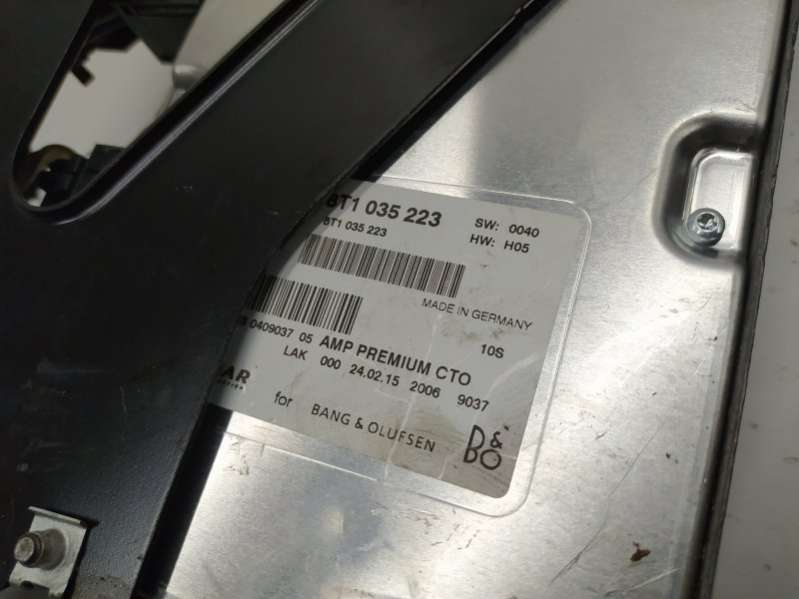 8T1 035 223
8T1 035 223
SW: 0040
HW: H05
MADE IN GERMANY
0409037 05 AMP PREMIUM CTO
10S
LAK 000 24.02.15 2006 9037
for BANG & OLUFSEN
B&O